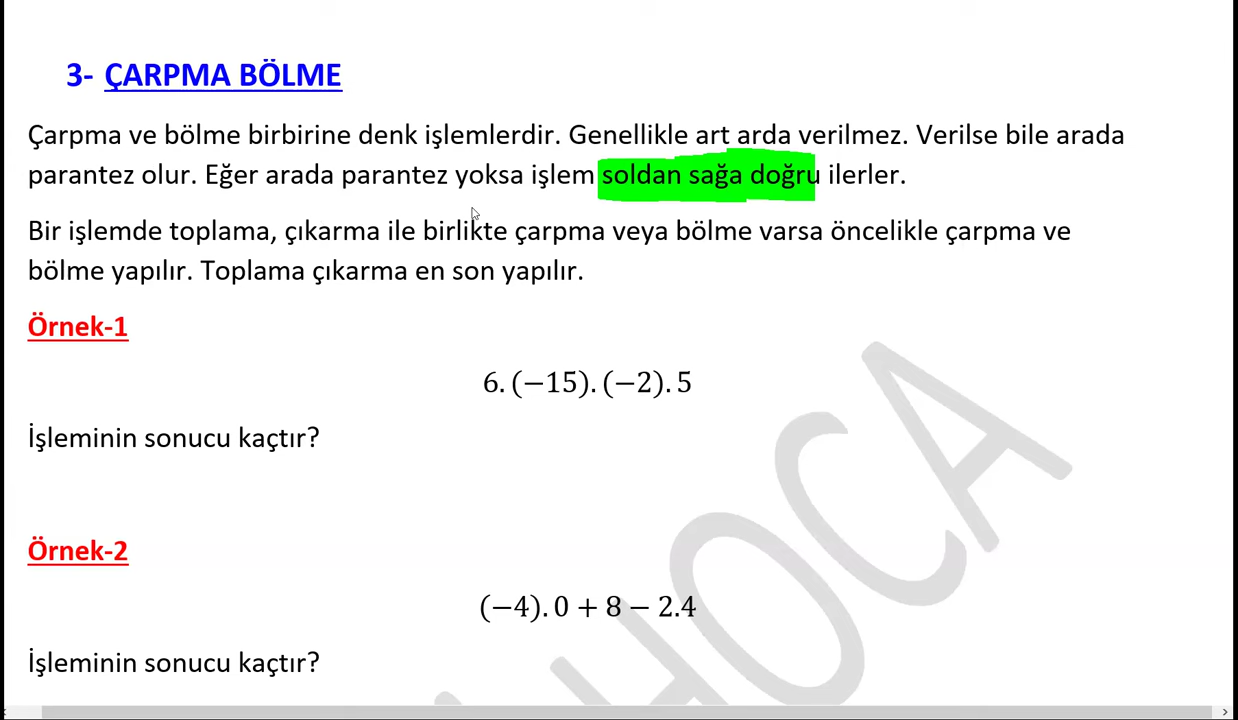 3- ÇARPMA BÖLME
Çarpma ve bölme birbirine denk işlemlerdir. Genellikle art arda verilmez. Verilse bile arada
parantez olur. Eğer arada parantez yoksa işlem soldan sağa doğru ilerler.
Bir işlemde toplama, çıkarma ile birlikte çarpma veya bölme varsa öncelikle çarpma ve
bölme yapılır. Toplama çıkarma en son yapılır.
Örnek-1
6. (−15). (−2). 5
İşleminin sonucu kaçtır?
Örnek-2
(−4). 0 + 8 − 2.4
İşleminin sonucu kaçtır?
HOCA